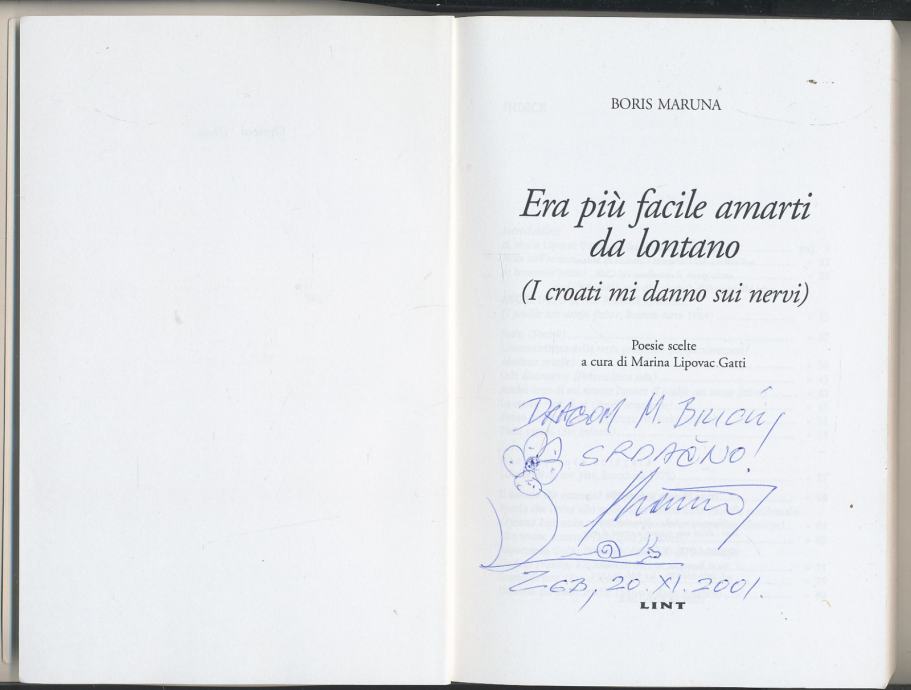 BORIS MARUNA
Era più facile amarti
da lontano
(I croati mi danno sui nervi)
Poesie scelte
a cura di Marina Lipovac Gatti
DRAGOM M.
SRDAČNO!
ZGB, 20.XI.2001.
LINT